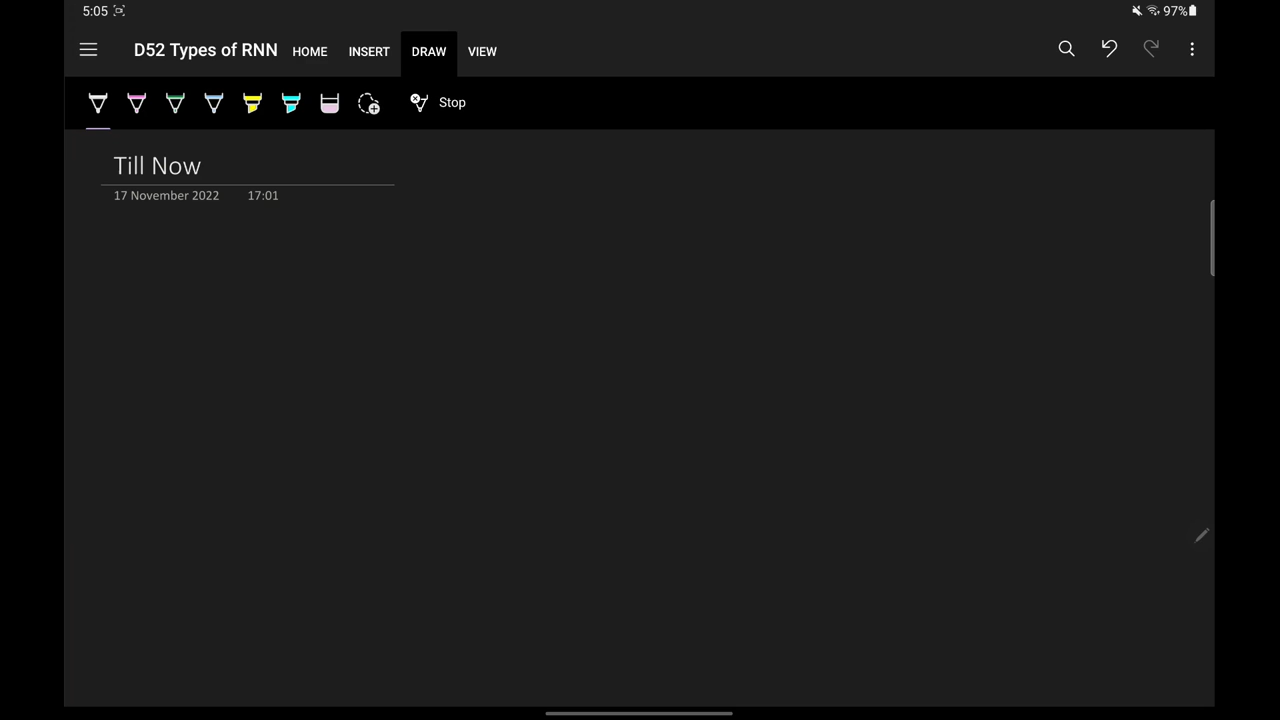 5:05 97%
D52 Types of RNN HOME INSERT DRAW VIEW
Stop
Till Now
17 November 2022 17:01